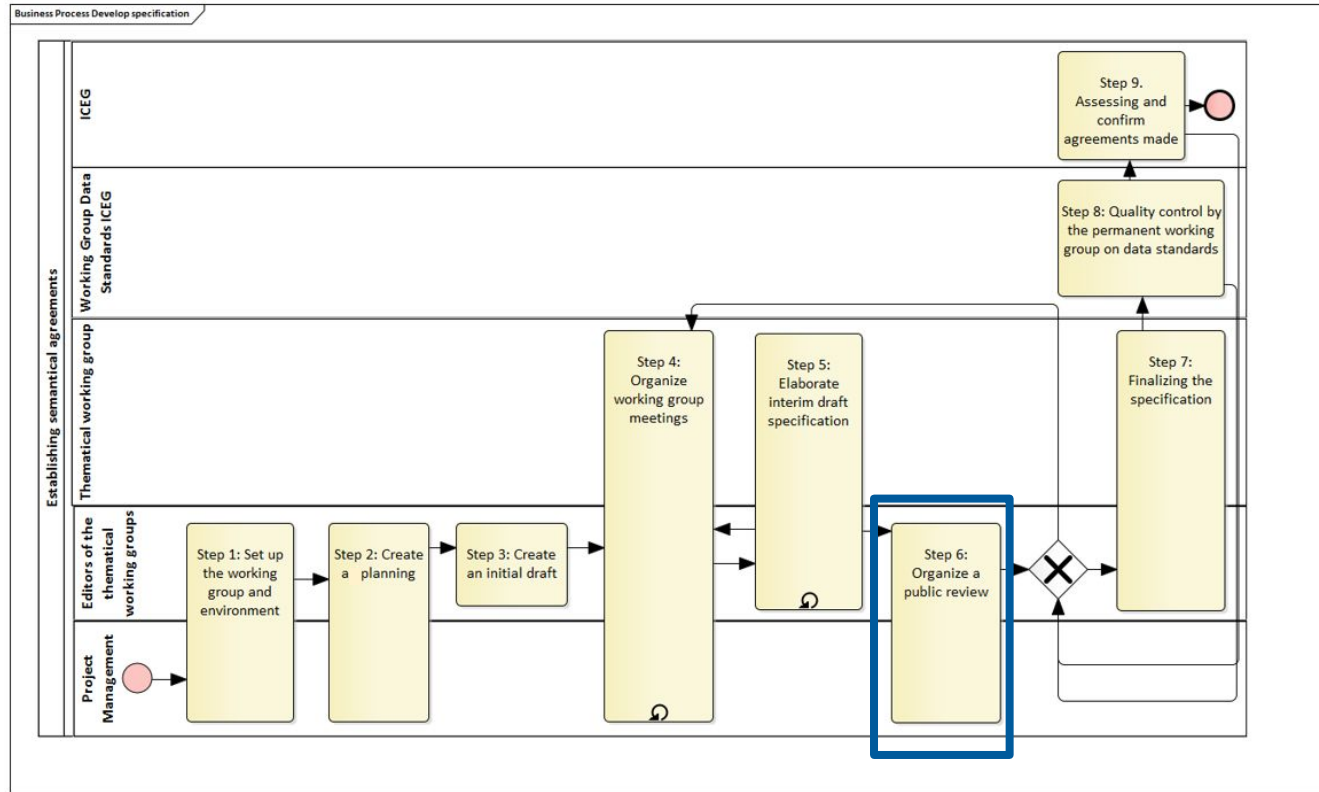 Business Process Develop specification
Establishing semantical agreements
ICEG
Step 9.
Assessing and
confirm
agreements made
Working Group Data
Standards ICEG
Step 8: Quality control by
the permanent working
group on data standards
Thematical working group
Step 4:
Organize
working group
meetings
Step 5:
Elaborate
interim draft
specification
Step 7:
Finalizing the
specification
Editors of the
thematical
working groups
Step 1: Set up
the working
group and
environment
Step 2: Create
a planning
Step 3: Create
an initial draft
Step 6:
Organize a
public review
Project
Management